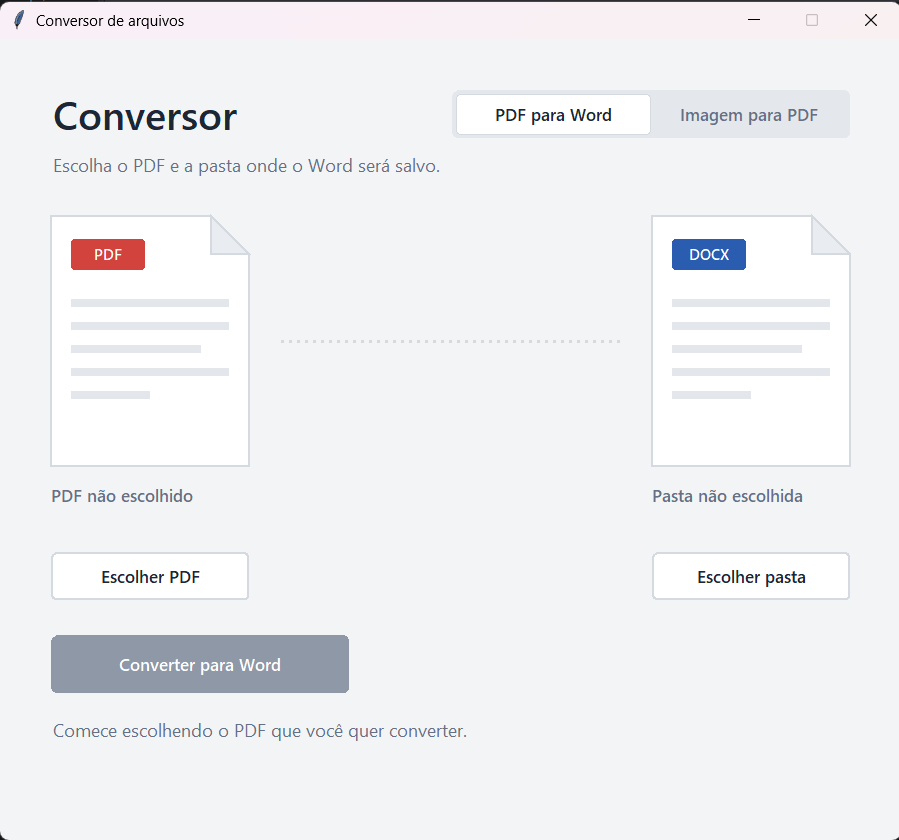 Conversor de arquivos
Conversor
PDF para Word
Imagem para PDF
Escolha o PDF e a pasta onde o Word será salvo.
PDF
DOCX
PDF não escolhido
Pasta não escolhida
Escolher PDF
Escolher pasta
Converter para Word
Comece escolhendo o PDF que você quer converter.